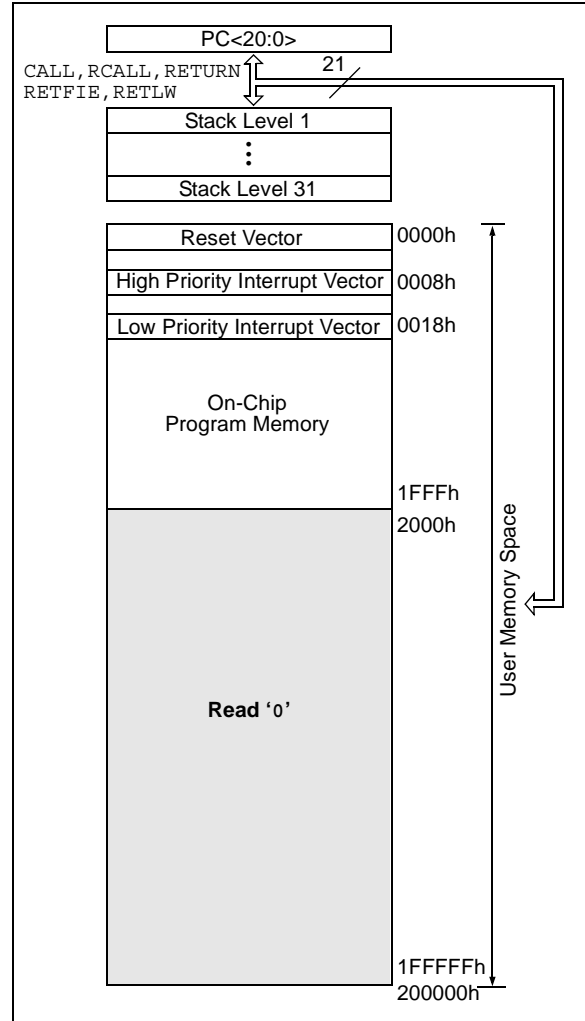 PC<20:0>
CALL,RCALL,RETURN
RETFIE,RETLW
21
Stack Level 1
Stack Level 31
Reset Vector
0000h
High Priority Interrupt Vector
0008h
Low Priority Interrupt Vector
0018h
On-Chip
Program Memory
1FFFh
2000h
User Memory Space
Read ‘0’
1FFFFFh
200000h